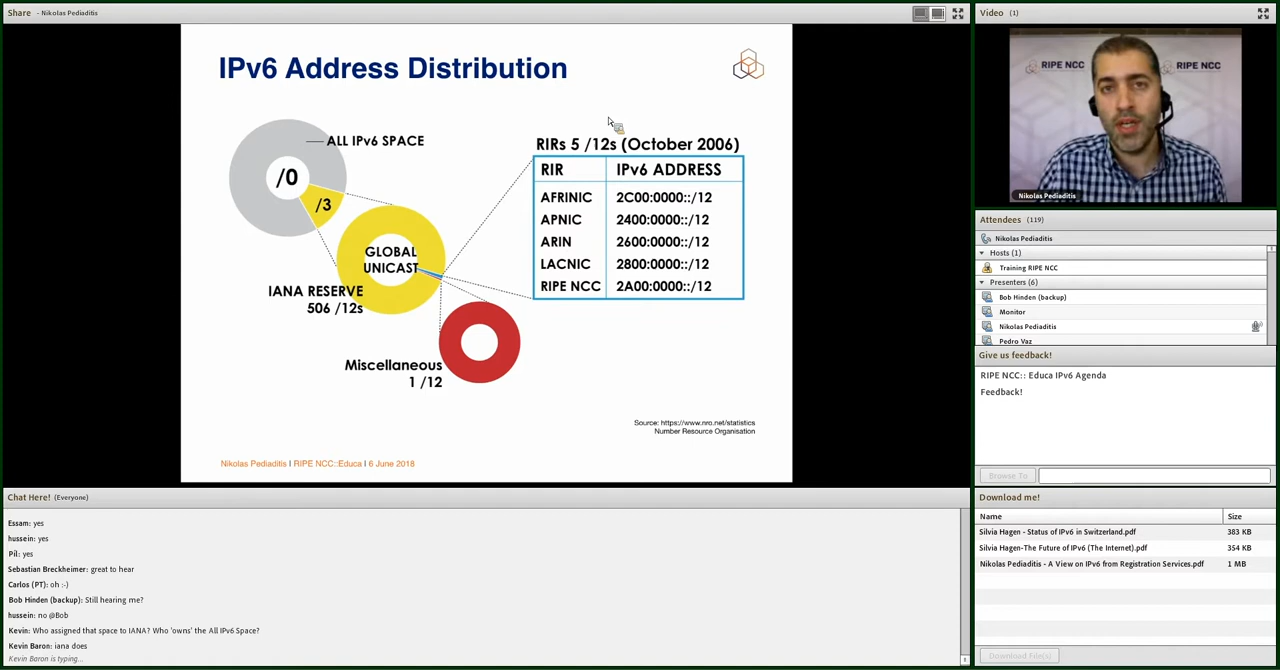 Share - Nikolas Pediaditis
IPv6 Address Distribution
ALL IPv6 SPACE
/0
/3
GLOBAL
UNICAST
IANA RESERVE
506 /12s
Miscellaneous
1 /12
RIRs 5 /12s (October 2006)
RIR IPv6 ADDRESS
AFRINIC 2C00:0000::/12
APNIC 2400:0000::/12
ARIN 2600:0000::/12
LACNIC 2800:0000::/12
RIPE NCC 2A00:0000::/12
Source: https://www.nro.net/statistics
Number Resource Organisation
Nikolas Pediaditis I RIPE NCC::Educa I 6 June 2018
Chat Here! (Everyone)
Essam: yes
hussein: yes
Pil: yes
Sebastian Breckheimer: great to hear
Carlos (PT): oh :-)
Bob Hinden (backup): Still hearing me?
hussein: no @Bob
Kevin: Who assigned that space to IANA? Who 'owns' the All IPv6 Space?
Kevin Baron: iana does
Kevin Baron is typing...
Video (1)
RIPE NCC RIPE NCC
Nikolas Pediaditis
Attendees (119)
Nikolas Pediaditis
Hosts (1)
Training RIPE NCC
Presenters (6)
Bob Hinden (backup)
Monitor
Nikolas Pediaditis
Pedro Vaz
Give us feedback!
RIPE NCC:: Educa IPv6 Agenda
Feedback!
Browse To
Download me!
Name Size
Silvia Hagen - Status of IPv6 in Switzerland.pdf 383 KB
Silvia Hagen-The Future of IPv6 (The Internet).pdf 354 KB
Nikolas Pediaditis - A View on IPv6 from Registration Services.pdf 1 MB
Download File(s)